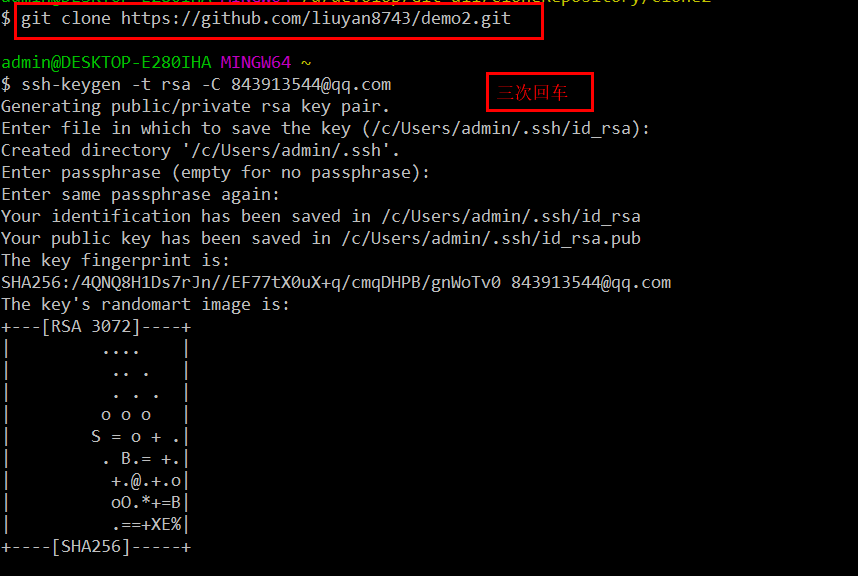 $ git clone https://github.com/liuyan8743/demo2.git
admin@DESKTOP-E280IHA MINGW64 ~
$ ssh-keygen -t rsa -C 843913544@qq.com
三次回车
Generating public/private rsa key pair.
Enter file in which to save the key (/c/Users/admin/.ssh/id_rsa):
Created directory '/c/Users/admin/.ssh'.
Enter passphrase (empty for no passphrase):
Enter same passphrase again:
Your identification has been saved in /c/Users/admin/.ssh/id_rsa
Your public key has been saved in /c/Users/admin/.ssh/id_rsa.pub
The key fingerprint is:
SHA256:/4QNQ8H1Ds7rJn//EF77tX0uX+q/cmqDHPB/gnWoTv0 843913544@qq.com
The key's randomart image is:
+---[RSA 3072]----+
|         ....    |
|          .. .   |
|          . . .  |
|         o o o   |
|        S = o + .|
|         . B.= +.|
|          +.@.+.o|
|          oO.*+=B|
|          .==+XE%|
+----[SHA256]-----+